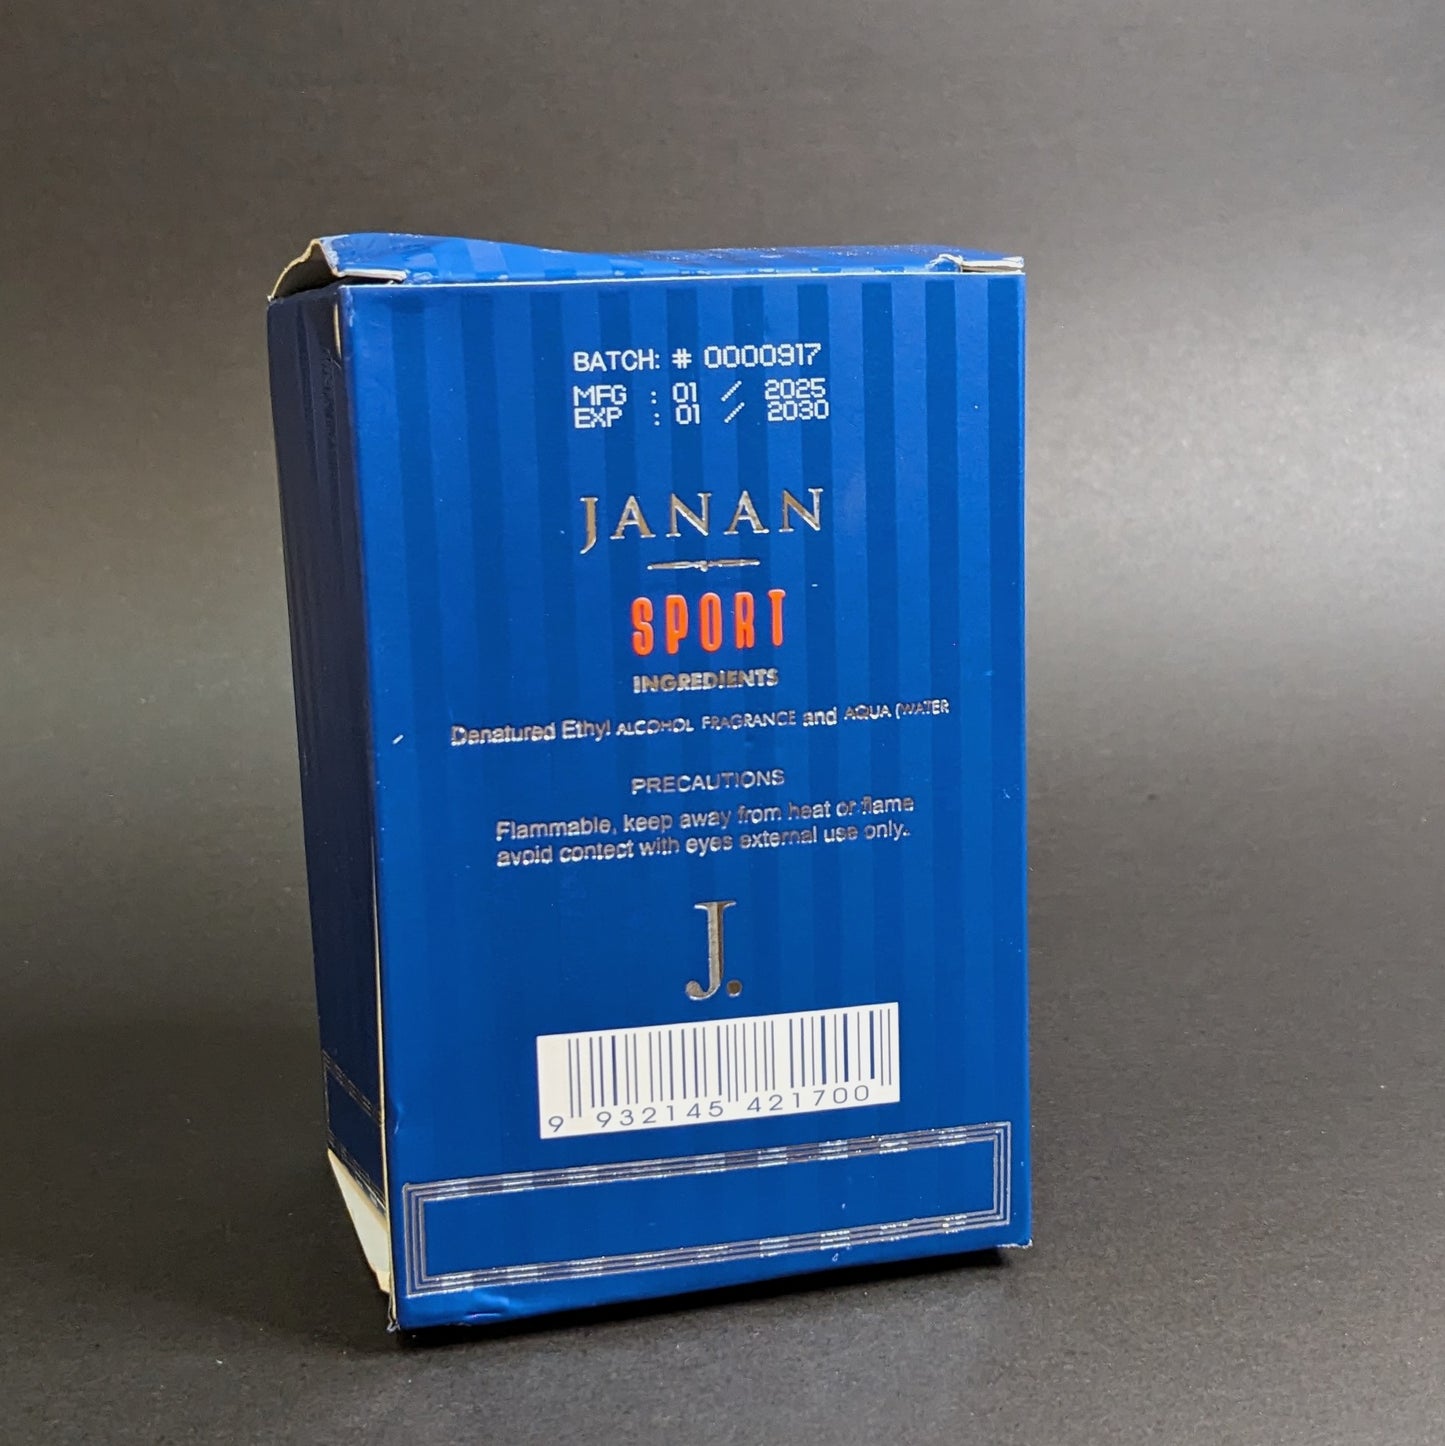 BATCH: # 0000917
MFG : 01 / 2025
EXP : 01 / 2030
JANAN
SPORT
INGREDIENTS
Denatured Ethyl ALCOHOL FRAGRANCE and AQUA (WATER
PRECAUTIONS
Flammable, keep away from heat or flame
avoid contect with eyes external use only.
J.
9 932145 421700